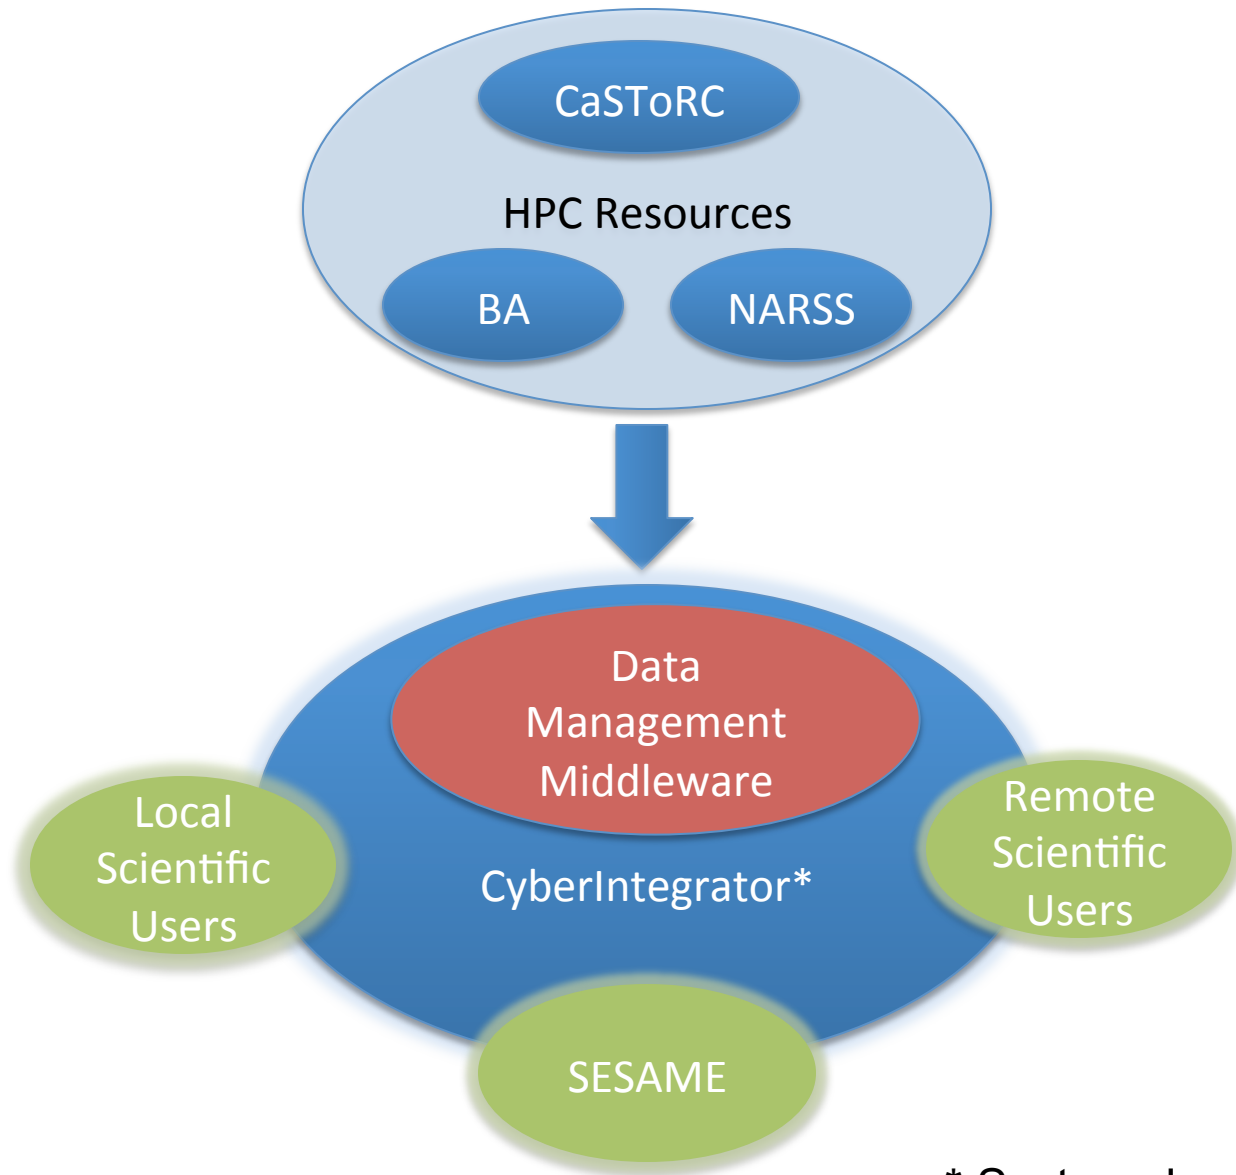 CaSToRC
HPC Resources
BA
NARSS
Data
Management
Middleware
Local
Scientific
Users
Remote
Scientific
Users
CyberIntegrator*
SESAME
*